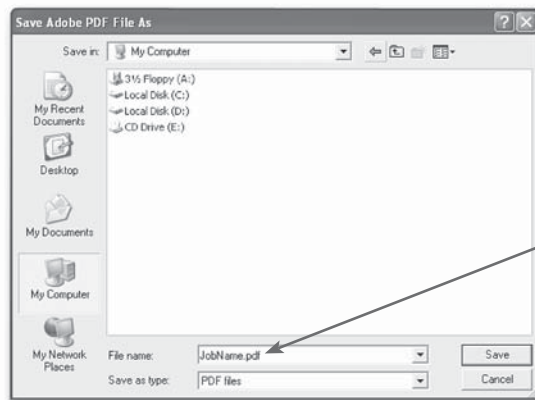 Save Adobe PDF File As
Save in:
My Computer
My Recent
Documents
Desktop
My Documents
My Computer
My Network
Places
3½ Floppy (A:)
Local Disk (C:)
Local Disk (D:)
CD Drive (E:)
File name:
JobName.pdf
Save
Save as type:
PDF files
Cancel